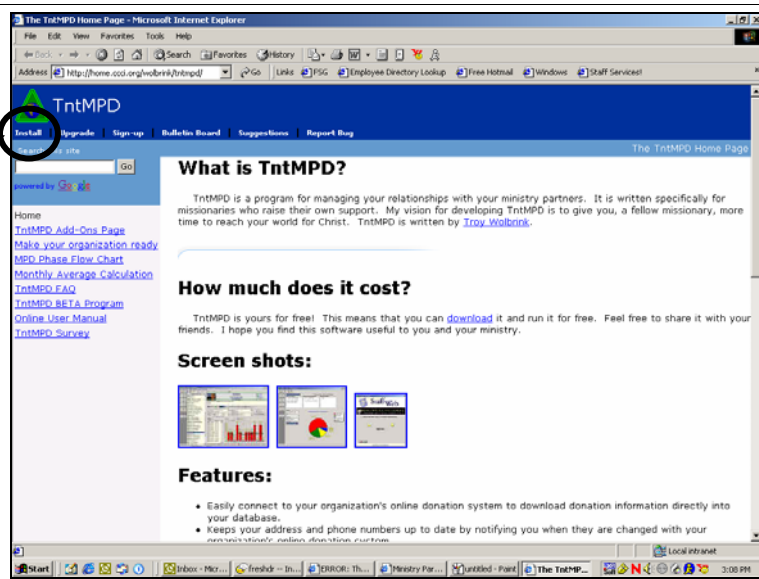 The TntMPD Home Page - Microsoft Internet Explorer
File Edit View Favorites Tools Help
Back Search Favorites History
Address http://home.ccci.org/wolbrink/tntmpd/ Go Links PSG Employee Directory Lookup Free Hotmail Windows Staff Services!
TntMPD
Install Upgrade Sign-up Bulletin Board Suggestions Report Bug
Search this site
The TntMPD Home Page
Go
powered by Google
Home
TntMPD Add-Ons Page
Make your organization ready
MPD Phase Flow Chart
Monthly Average Calculation
TntMPD FAQ
TntMPD BETA Program
Online User Manual
TntMPD Survey
What is TntMPD?
TntMPD is a program for managing your relationships with your ministry partners. It is written specifically for
missionaries who raise their own support. My vision for developing TntMPD is to give you, a fellow missionary, more
time to reach your world for Christ. TntMPD is written by Troy Wolbrink.
How much does it cost?
TntMPD is yours for free! This means that you can download it and run it for free. Feel free to share it with your
friends. I hope you find this software useful to you and your ministry.
Screen shots:
Features:
• Easily connect to your organization's online donation system to download donation information directly into
your database.
• Keeps your address and phone numbers up to date by notifying you when they are changed with your
organization's online donation system.
Local intranet
Start Inbox - Micr... freshdr -- In... ERROR: Th... Ministry Par... untitled - Paint The TntMP... 3:08 PM